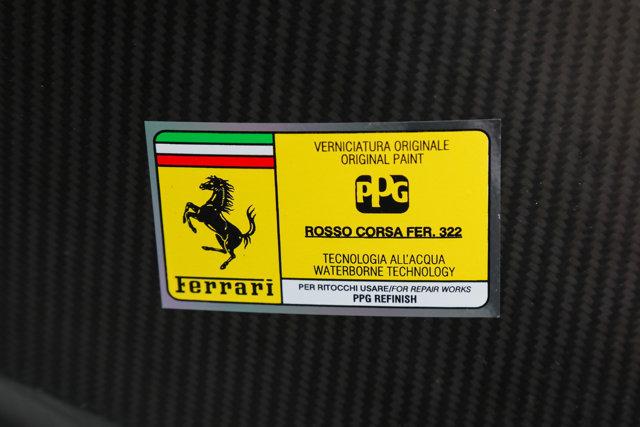 VERNICIATURA ORIGINALE
ORIGINAL PAINT
PPG
ROSSO CORSA FER. 322
TECNOLOGIA ALL'ACQUA
WATERBORNE TECHNOLOGY
Ferrari
PER RITOCCHI USARE/FOR REPAIR WORKS
PPG REFINISH